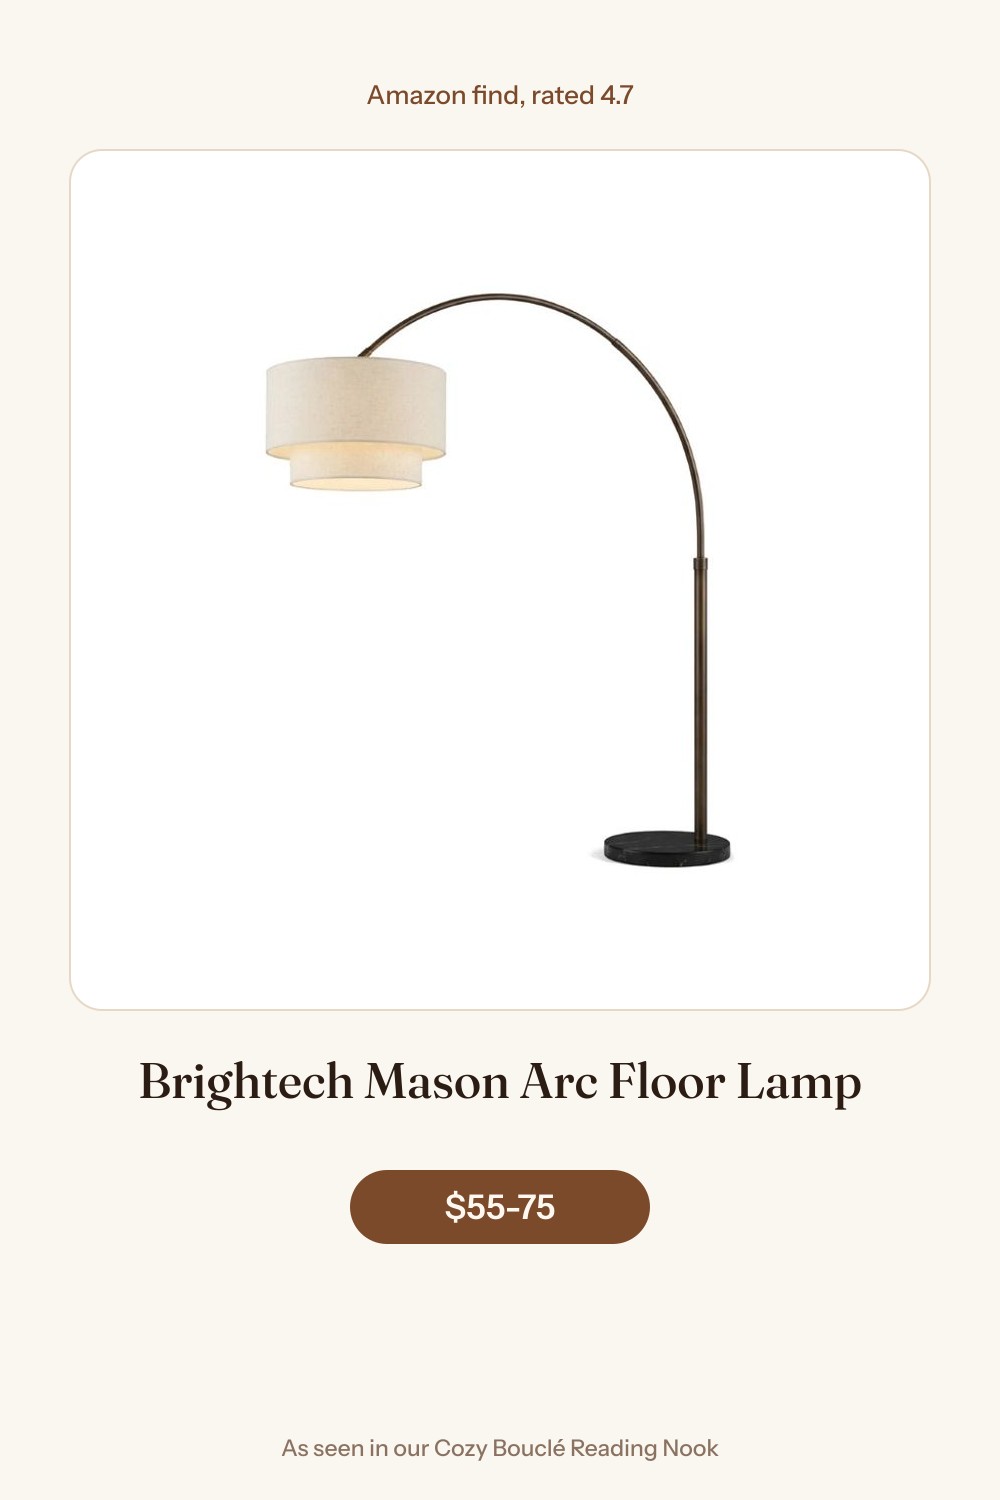 Amazon find, rated 4.7
Brightech Mason Arc Floor Lamp
$55-75
As seen in our Cozy Bouclé Reading Nook